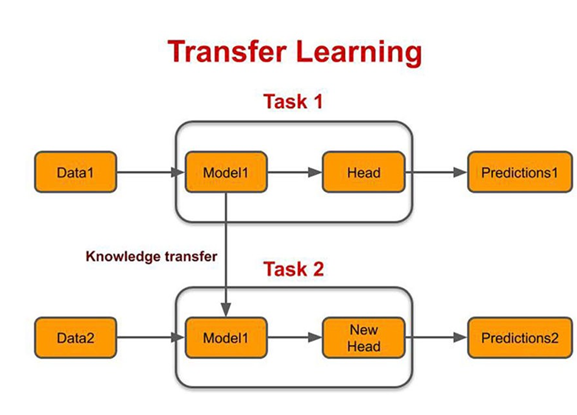 Transfer Learning
Task 1
Data1
Model1
Head
Predictions1
Knowledge transfer
Task 2
Data2
Model1
New
Head
Predictions2